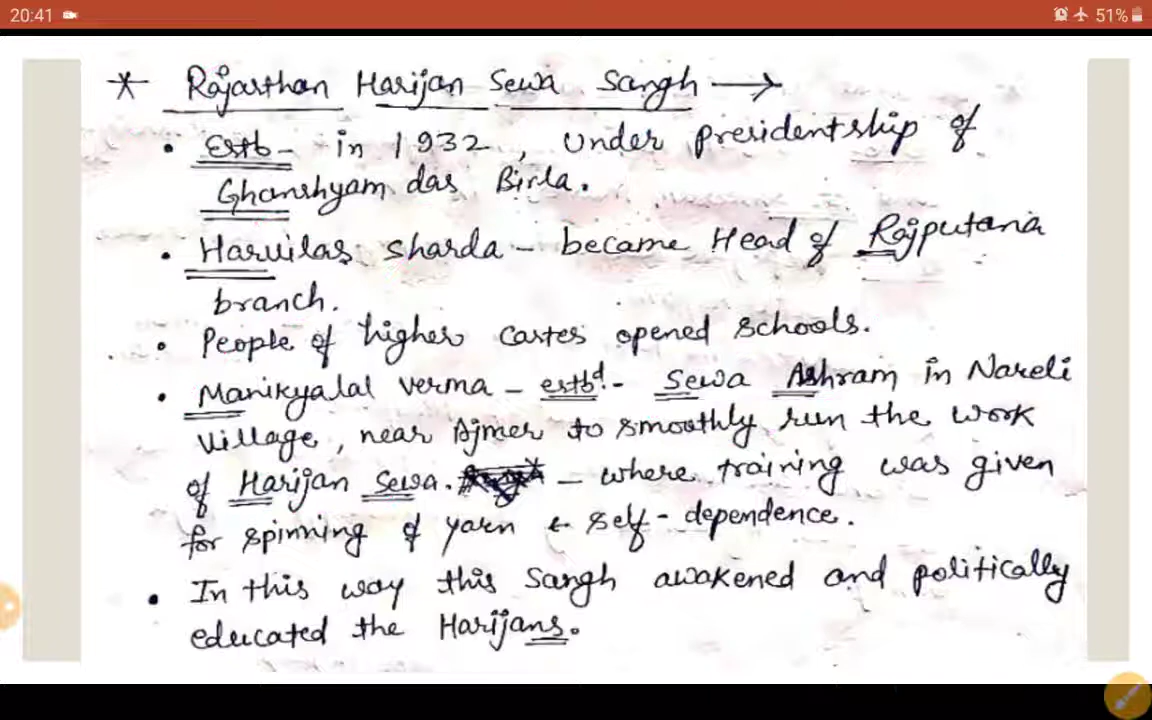 20:41
51%
* Rajasthan Harijan Sewa Sangh →
• Estb - in 1932, Under presidentship of
Ghanshyam das Birla.
• Harvilas Sharda - became Head of Rajputana
branch.
• People of higher Castes opened schools.
• Manikyalal Verma - estbd. - Sewa Ashram in Nareli
Village, near Ajmer to smoothly run the work
of Harijan Sewa. - where training was given
for spinning of yarn & self-dependence.
• In this way this Sangh awakened and politically
educated the Harijans.